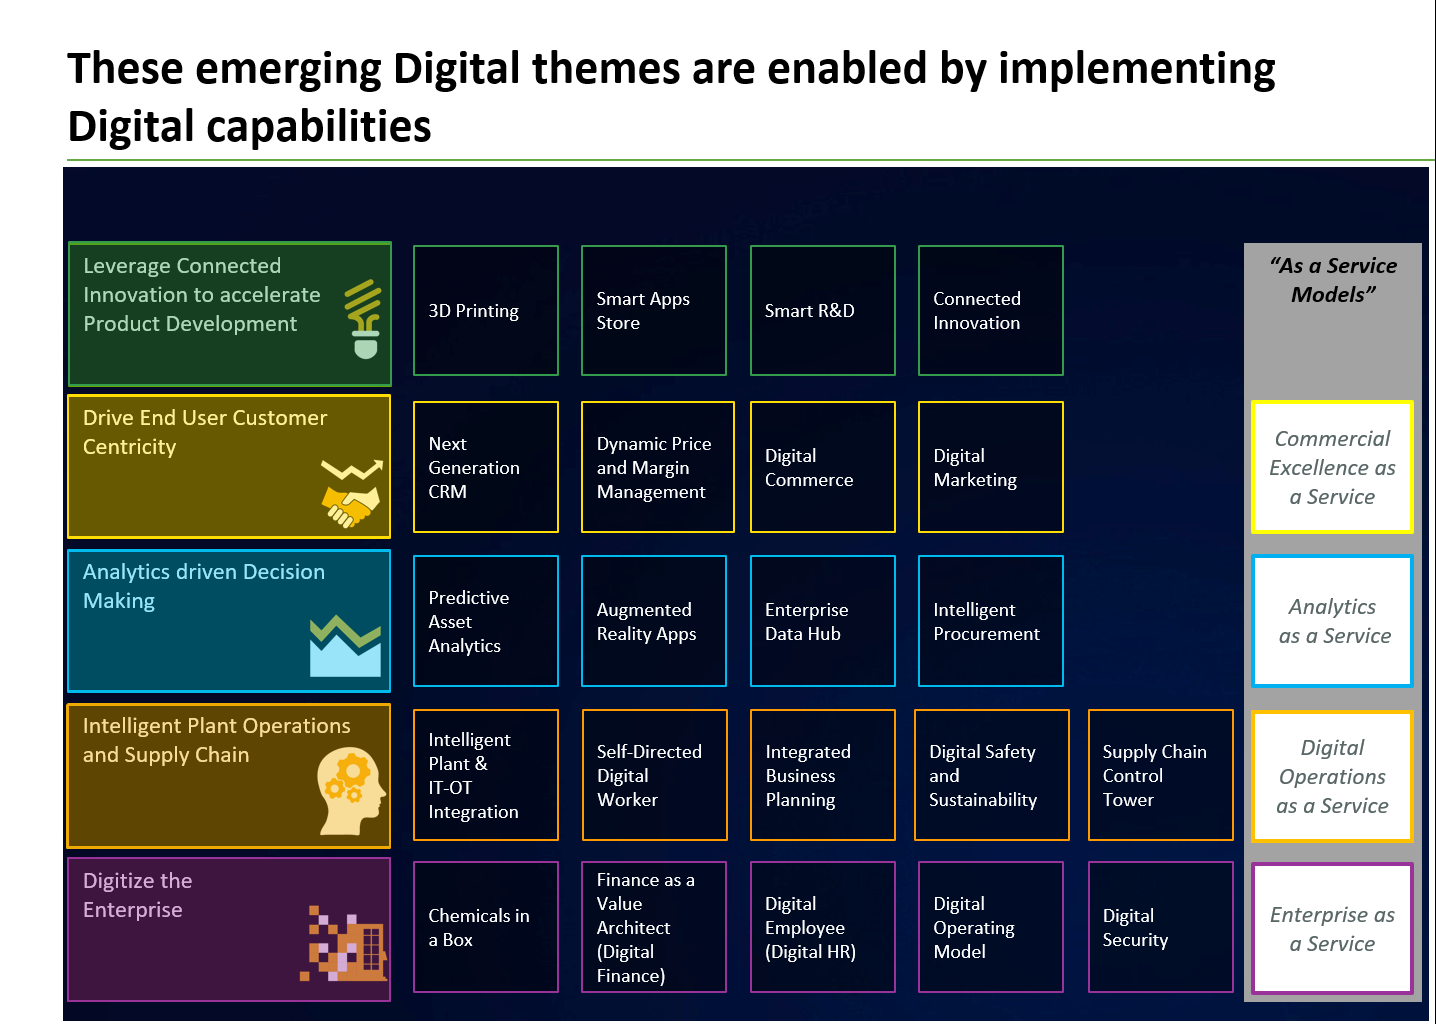 These emerging Digital themes are enabled by implementing
Digital capabilities
Leverage Connected
Innovation to accelerate
Product Development
3D Printing
Smart Apps
Store
Smart R&D
Connected
Innovation
“As a Service
Models”
Drive End User Customer
Centricity
Next
Generation
CRM
Dynamic Price
and Margin
Management
Digital
Commerce
Digital
Marketing
Commercial
Excellence as
a Service
Analytics driven Decision
Making
Predictive
Asset
Analytics
Augmented
Reality Apps
Enterprise
Data Hub
Intelligent
Procurement
Analytics
as a Service
Intelligent Plant Operations
and Supply Chain
Intelligent
Plant &
IT-OT
Integration
Self-Directed
Digital
Worker
Integrated
Business
Planning
Digital Safety
and
Sustainability
Supply Chain
Control
Tower
Digital
Operations
as a Service
Digitize the
Enterprise
Chemicals in
a Box
Finance as a
Value
Architect
(Digital
Finance)
Digital
Employee
(Digital HR)
Digital
Operating
Model
Digital
Security
Enterprise as
a Service